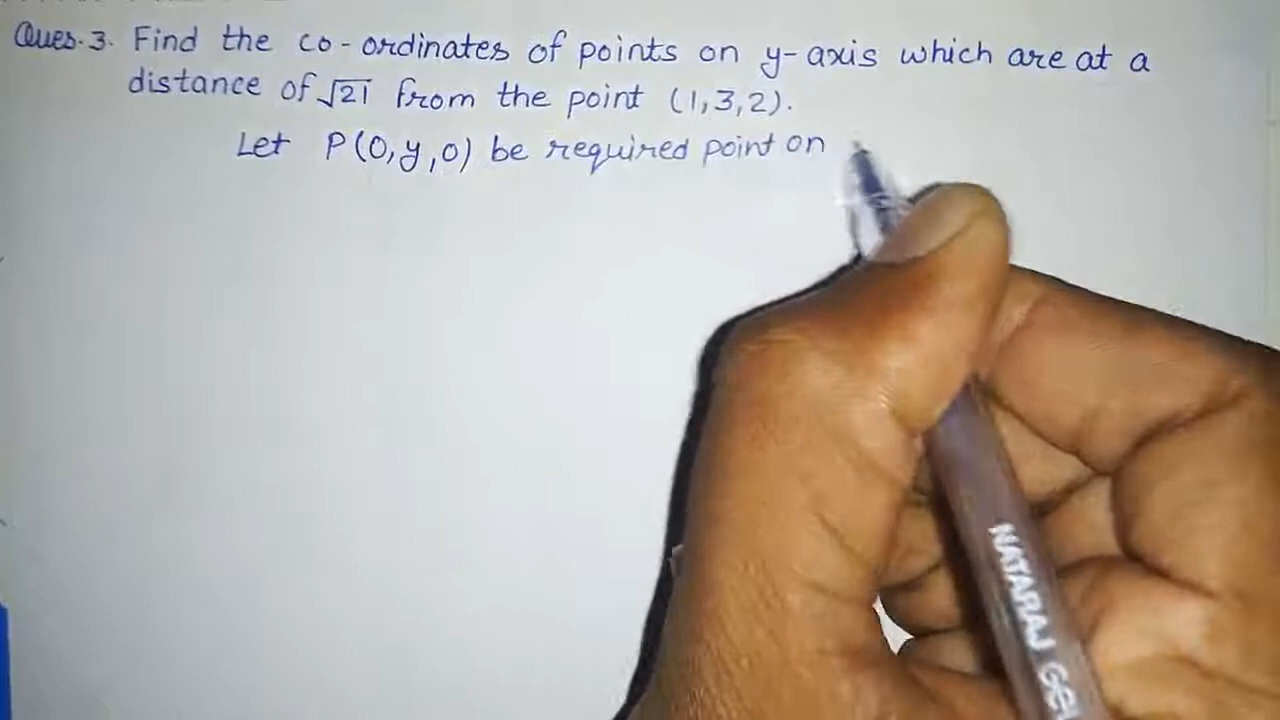 Ques. 3. Find the co-ordinates of points on y-axis which are at a
distance of √21 from the point (1,3,2).
Let P(0,y,0) be required point on
NATARAJ